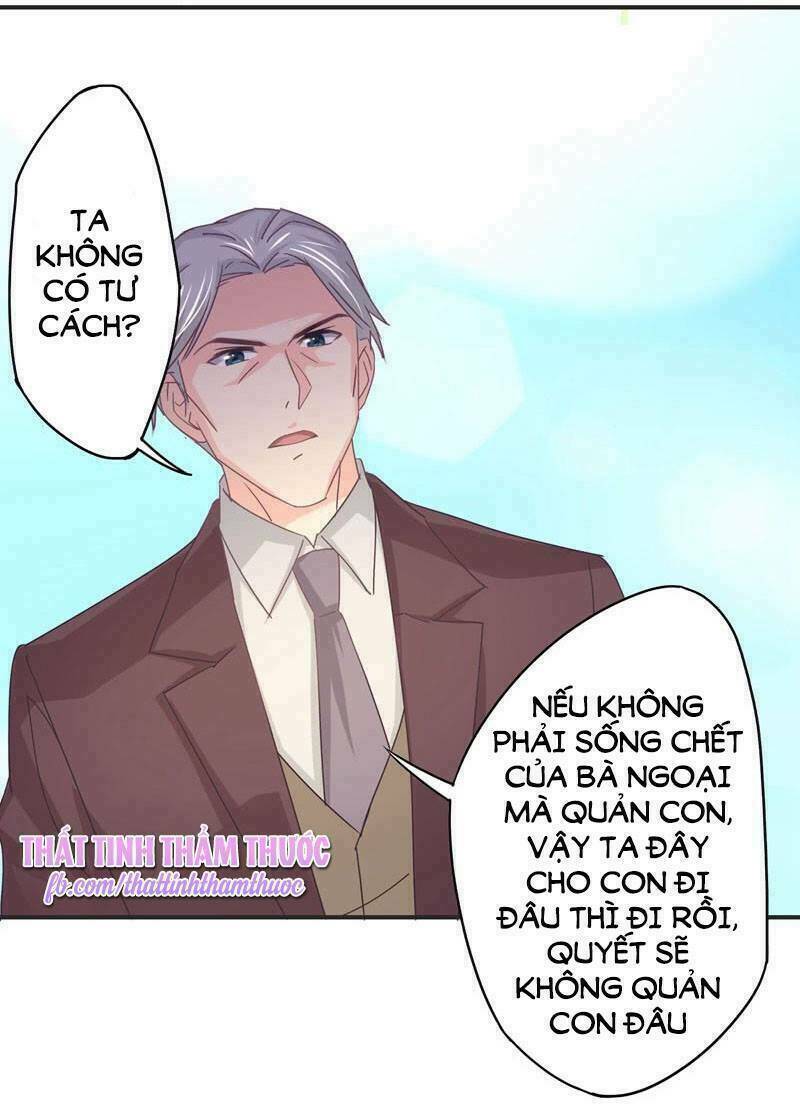 TA
KHÔNG
CÓ TƯ
CÁCH?
NẾU KHÔNG
PHẢI SỐNG CHẾT
CỦA BÀ NGOẠI
MÀ QUẢN CON,
VẬY TA ĐÂY
CHO CON ĐI
ĐÂU THÌ ĐI RỒI,
QUYẾT SẼ
KHÔNG QUẢN
CON ĐÂU
THẤT TINH THẦM THƯỚC
fb.com/thattinhthamthuoc